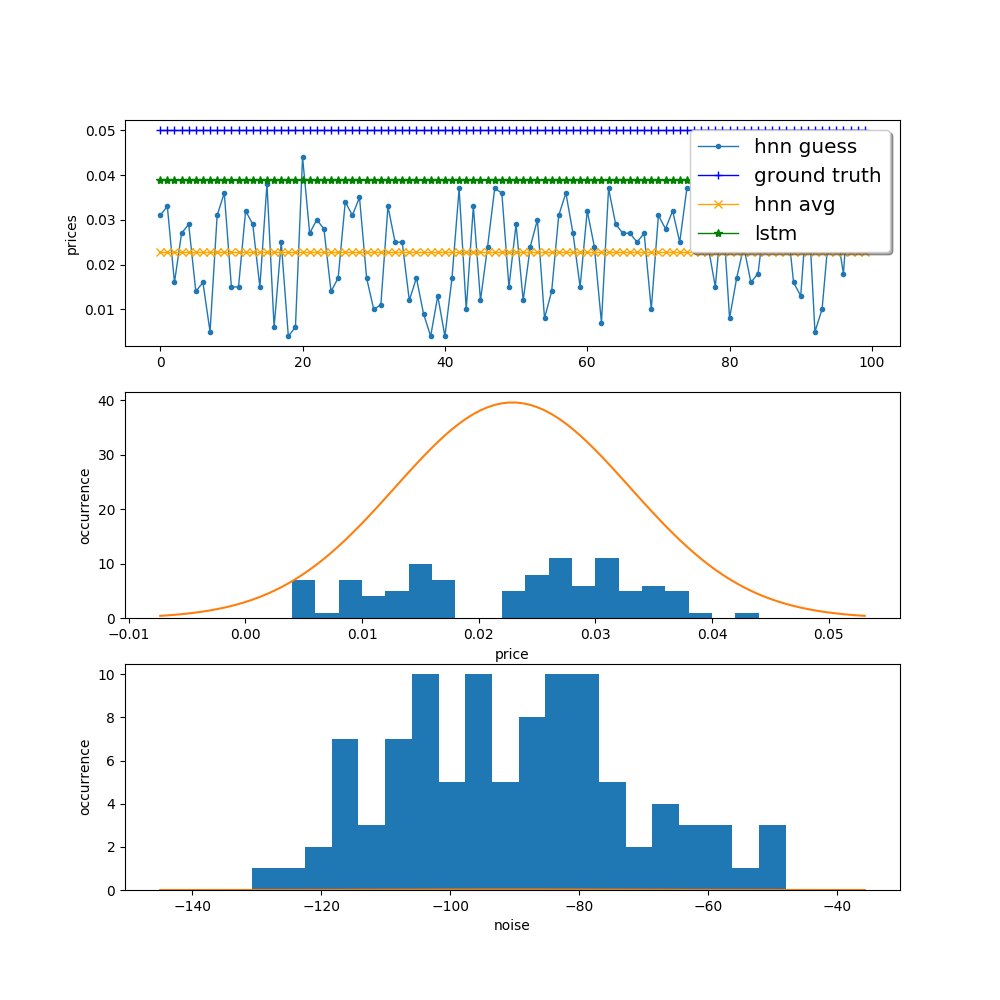 0.05
0.04
0.03
0.02
0.01
prices
hnn guess
ground truth
hnn avg
lstm
0 20 40 60 80 100
40
30
20
10
0
occurrence
−0.01 0.00 0.01 0.02 0.03 0.04 0.05
price
10
8
6
4
2
0
occurrence
−140 −120 −100 −80 −60 −40
noise